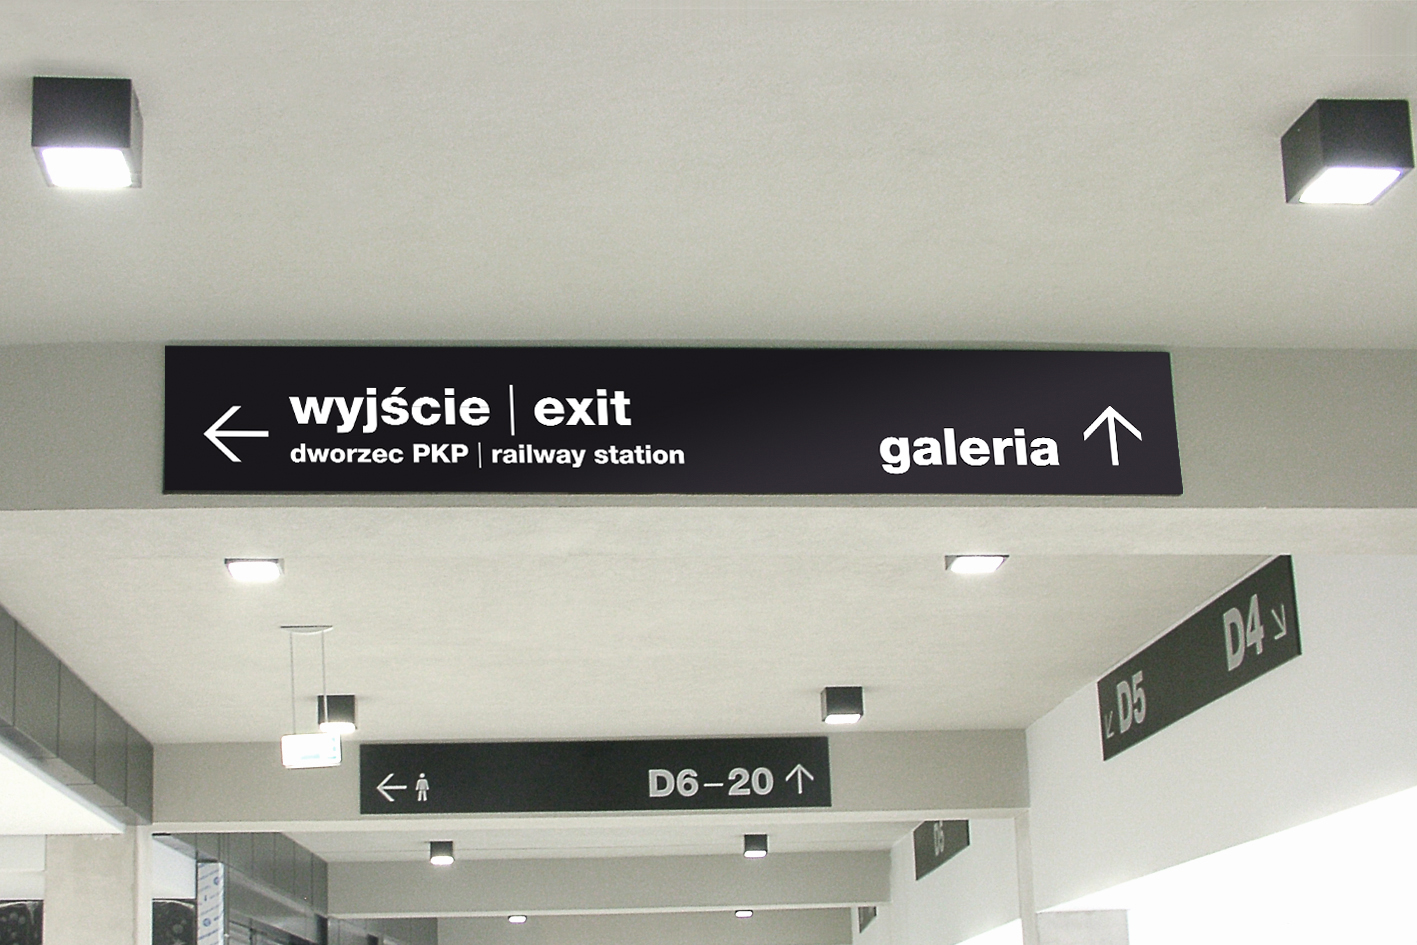 wyjście | exit
dworzec PKP | railway station
galeria
D4
D5
D6–20